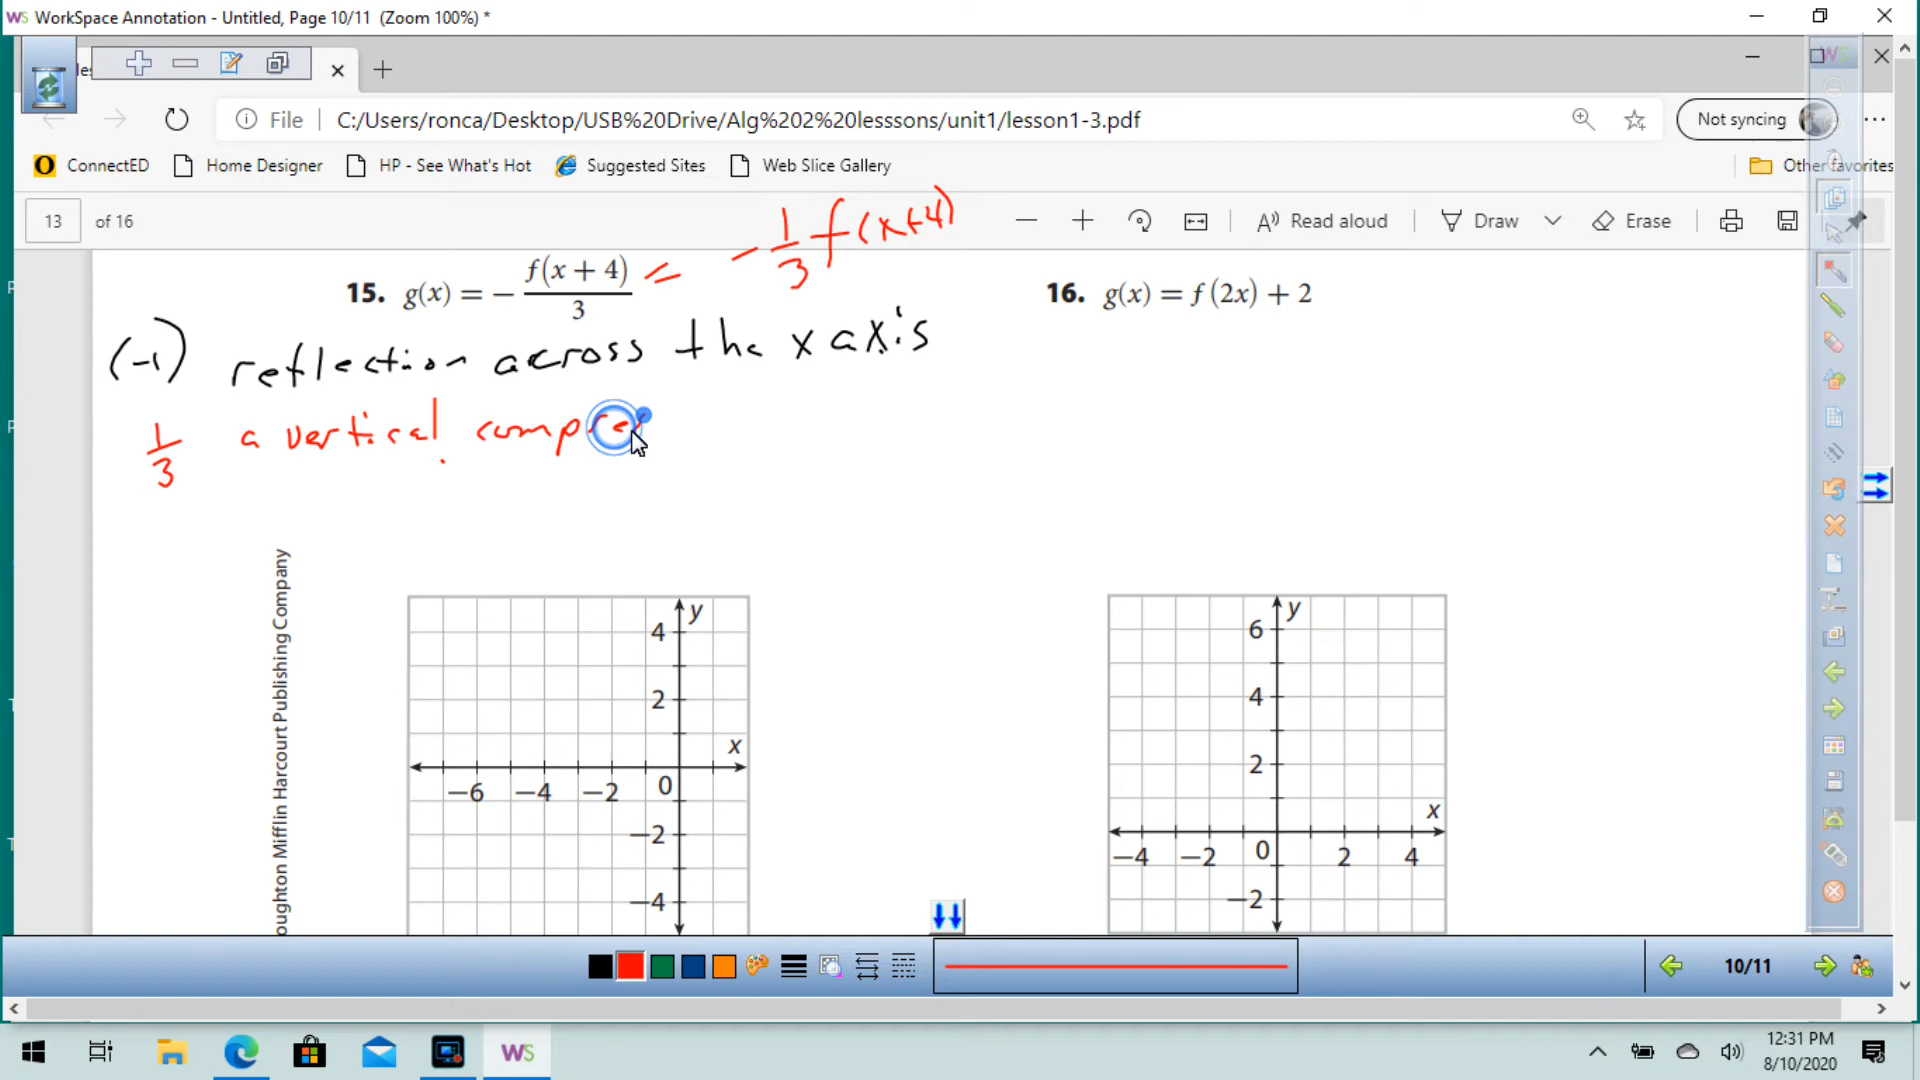 WS WorkSpace Annotation - Untitled, Page 10/11 (Zoom 100%) *
File C:/Users/ronca/Desktop/USB%20Drive/Alg%202%20lesssons/unit1/lesson1-3.pdf Not syncing
ConnectED Home Designer HP - See What's Hot Suggested Sites Web Slice Gallery Other favorites
13 of 16 Read aloud Draw Erase
15. g(x) = - f(x + 4)/3 = - 1/3 f(x+4)
16. g(x) = f(2x) + 2
(-1) reflection across the x axis
1/3 a vertical compre
oughton Mifflin Harcourt Publishing Company
y
4
2
x
-6 -4 -2 0
-2
-4
y
6
4
2
x
-4 -2 0 2 4
-2
10/11
WS
12:31 PM
8/10/2020